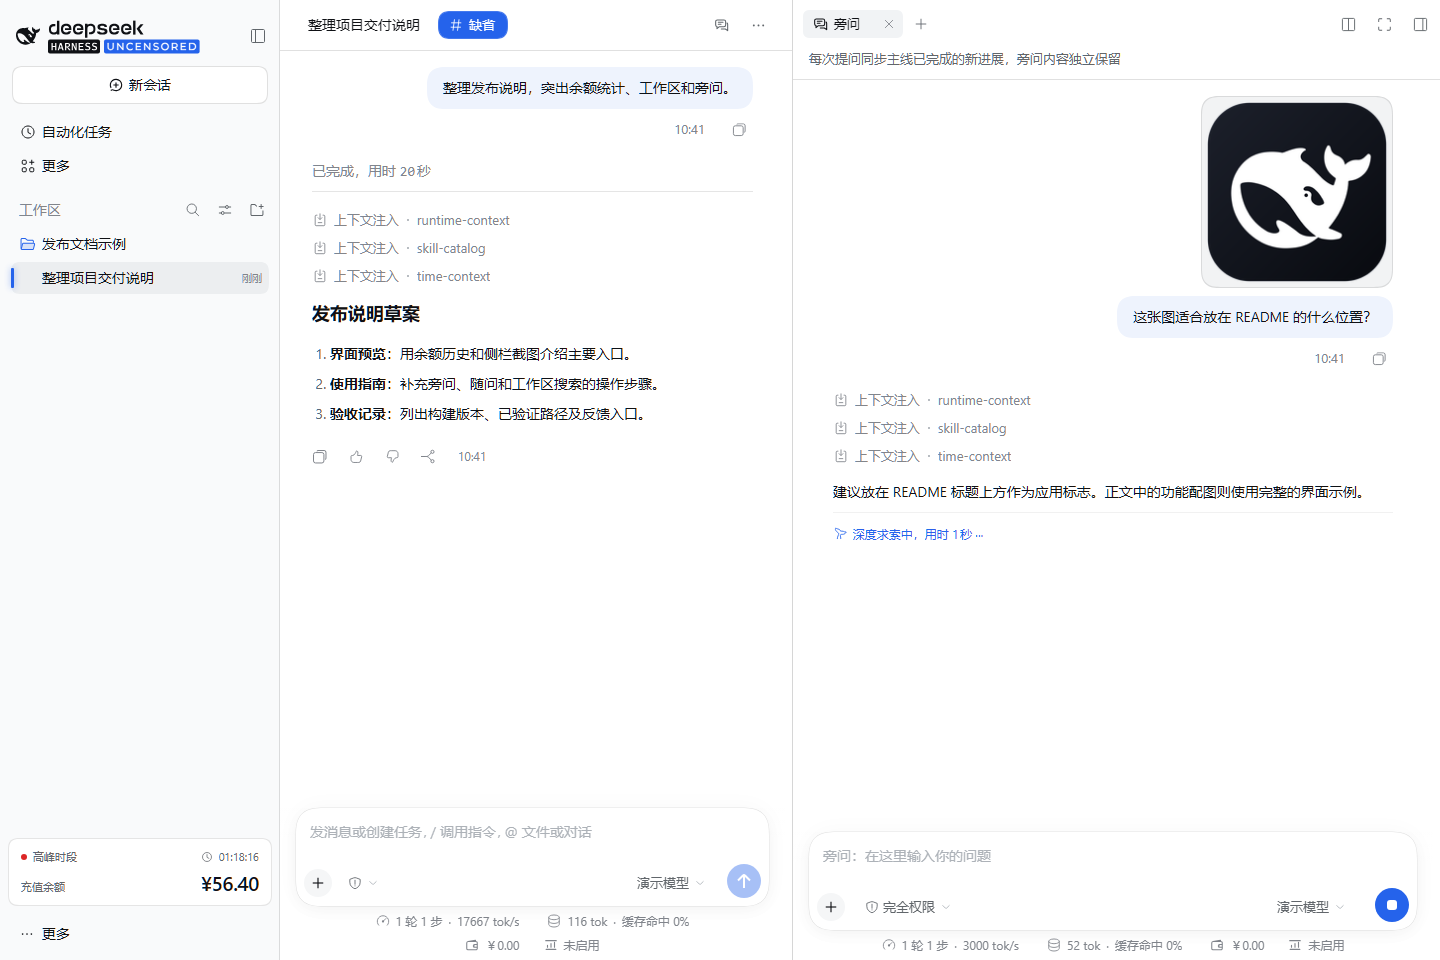 deepseek
HARNESS UNCENSORED
新会话
自动化任务
更多
工作区
发布文档示例
整理项目交付说明 刚刚
高峰时段 01:18:16
充值余额 ¥56.40
更多
整理项目交付说明 # 缺省
整理发布说明，突出余额统计、工作区和旁问。
10:41
已完成，用时 20秒
上下文注入 · runtime-context
上下文注入 · skill-catalog
上下文注入 · time-context
发布说明草案
1. 界面预览：用余额历史和侧栏截图介绍主要入口。
2. 使用指南：补充旁问、随问和工作区搜索的操作步骤。
3. 验收记录：列出构建版本、已验证路径及反馈入口。
10:41
发消息或创建任务，/ 调用指令，@ 文件或对话
演示模型
1 轮 1 步 · 17667 tok/s 116 tok · 缓存命中 0%
¥0.00 未启用
旁问
每次提问同步主线已完成的新进展，旁问内容独立保留
这张图适合放在 README 的什么位置？
10:41
上下文注入 · runtime-context
上下文注入 · skill-catalog
上下文注入 · time-context
建议放在 README 标题上方作为应用标志。正文中的功能配图则使用完整的界面示例。
深度求索中，用时 1秒 ...
旁问：在这里输入你的问题
完全权限 演示模型
1 轮 1 步 · 3000 tok/s 52 tok · 缓存命中 0% ¥0.00 未启用